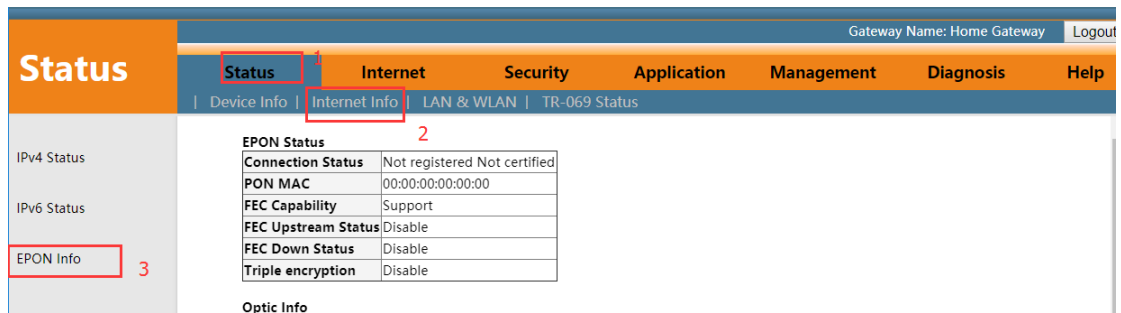 Gateway Name: Home Gateway Logout
Status
1
Status Internet Security Application Management Diagnosis Help
| Device Info | Internet Info | LAN & WLAN | TR-069 Status
2
IPv4 Status
IPv6 Status
EPON Info
3
EPON Status
Connection Status Not registered Not certified
PON MAC 00:00:00:00:00:00
FEC Capability Support
FEC Upstream Status Disable
FEC Down Status Disable
Triple encryption Disable
Optic Info